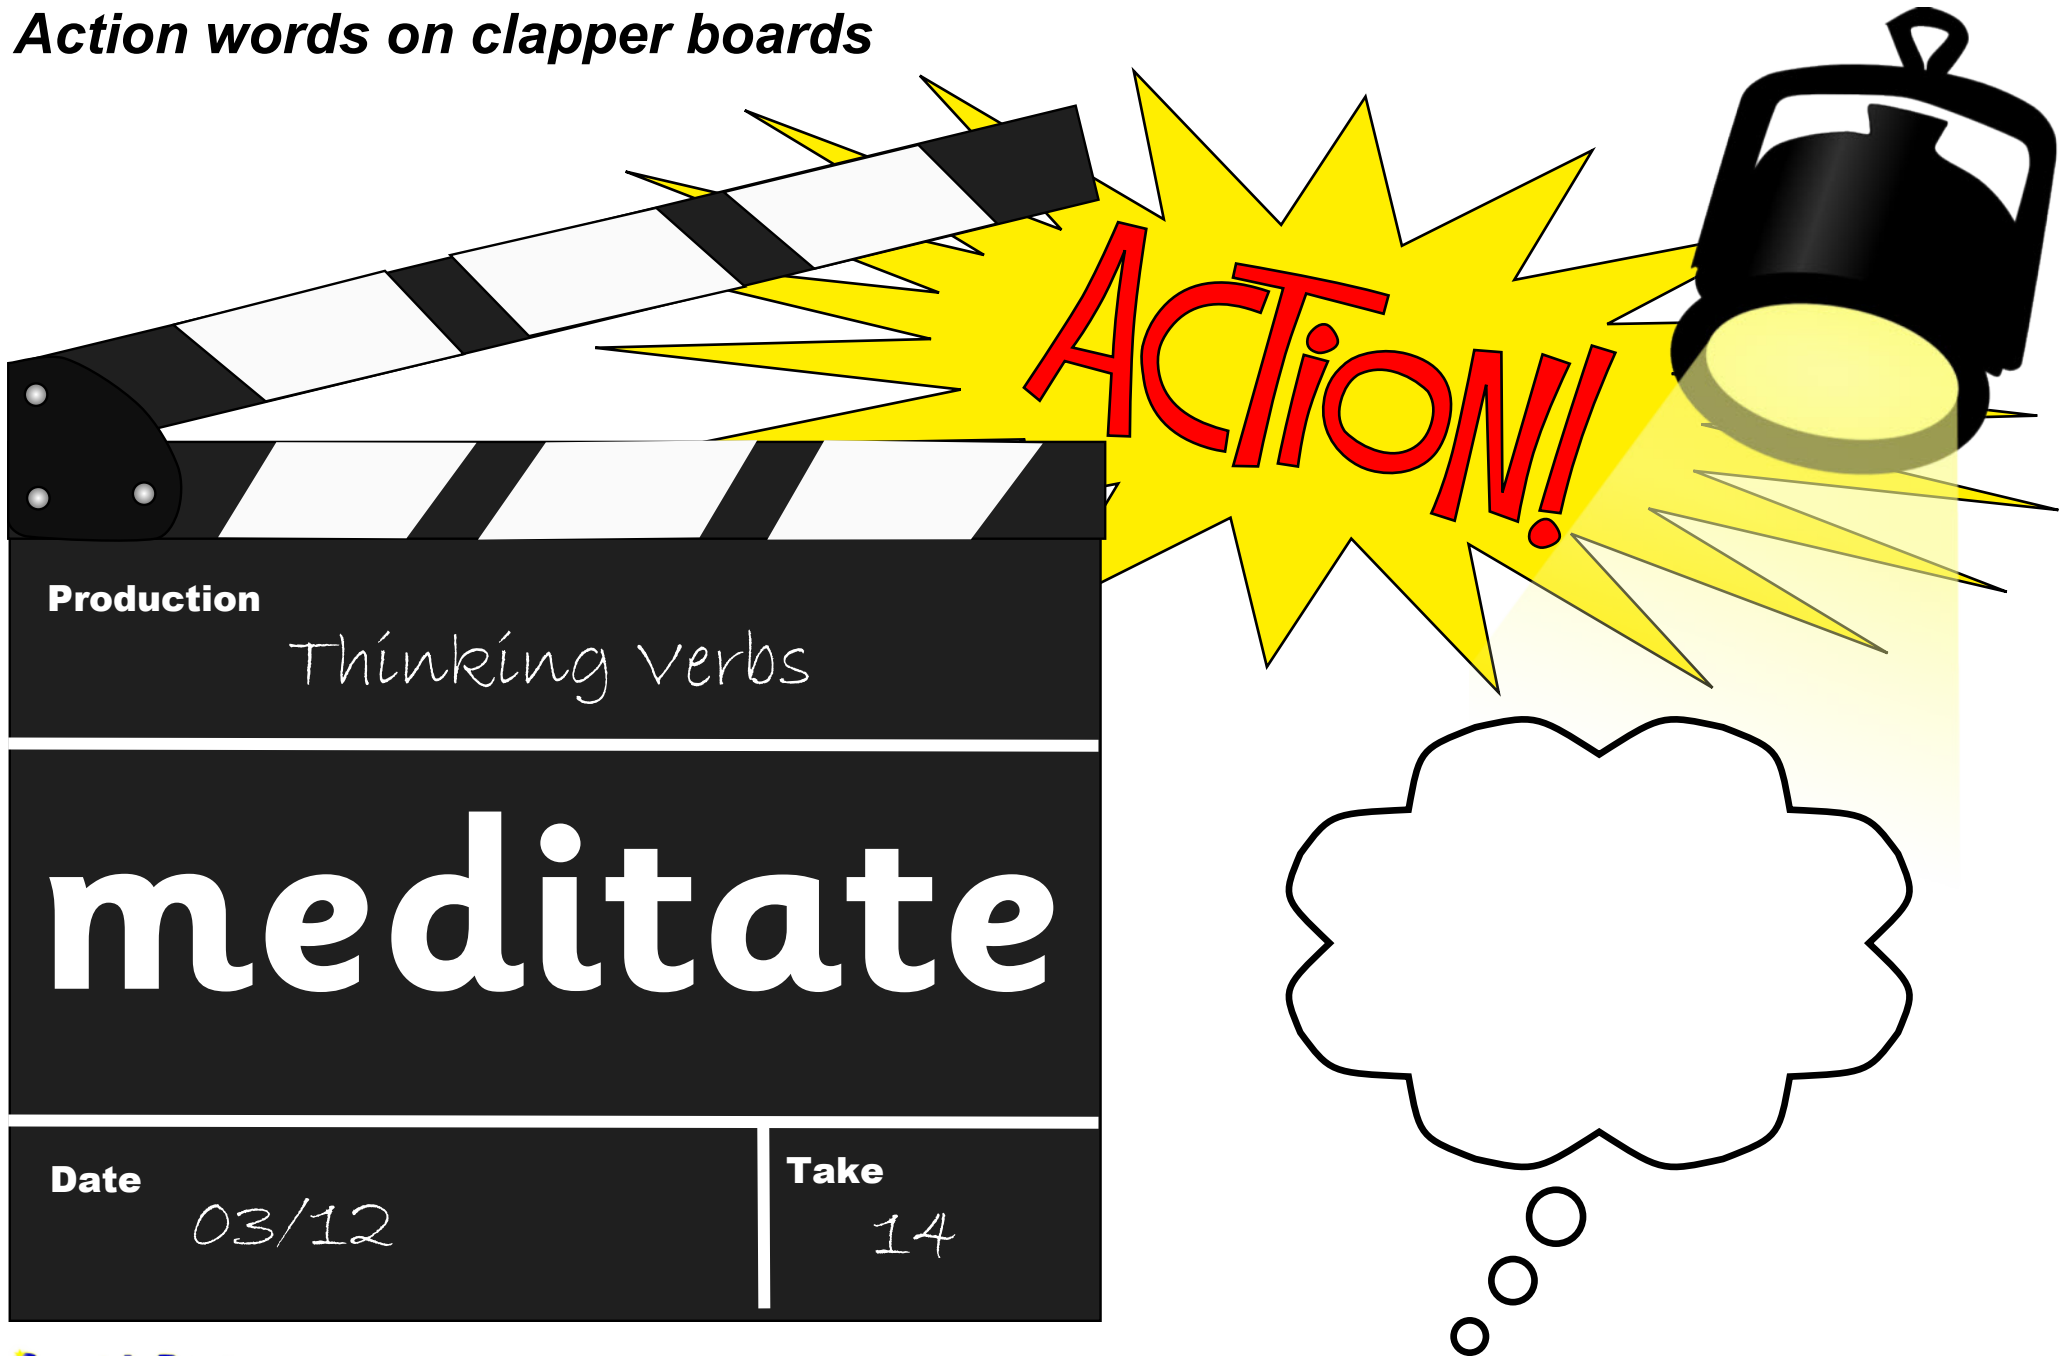 Action words on clapper boards
ACTiON!
Production
Thinking Verbs
meditate
Date
03/12
Take
14